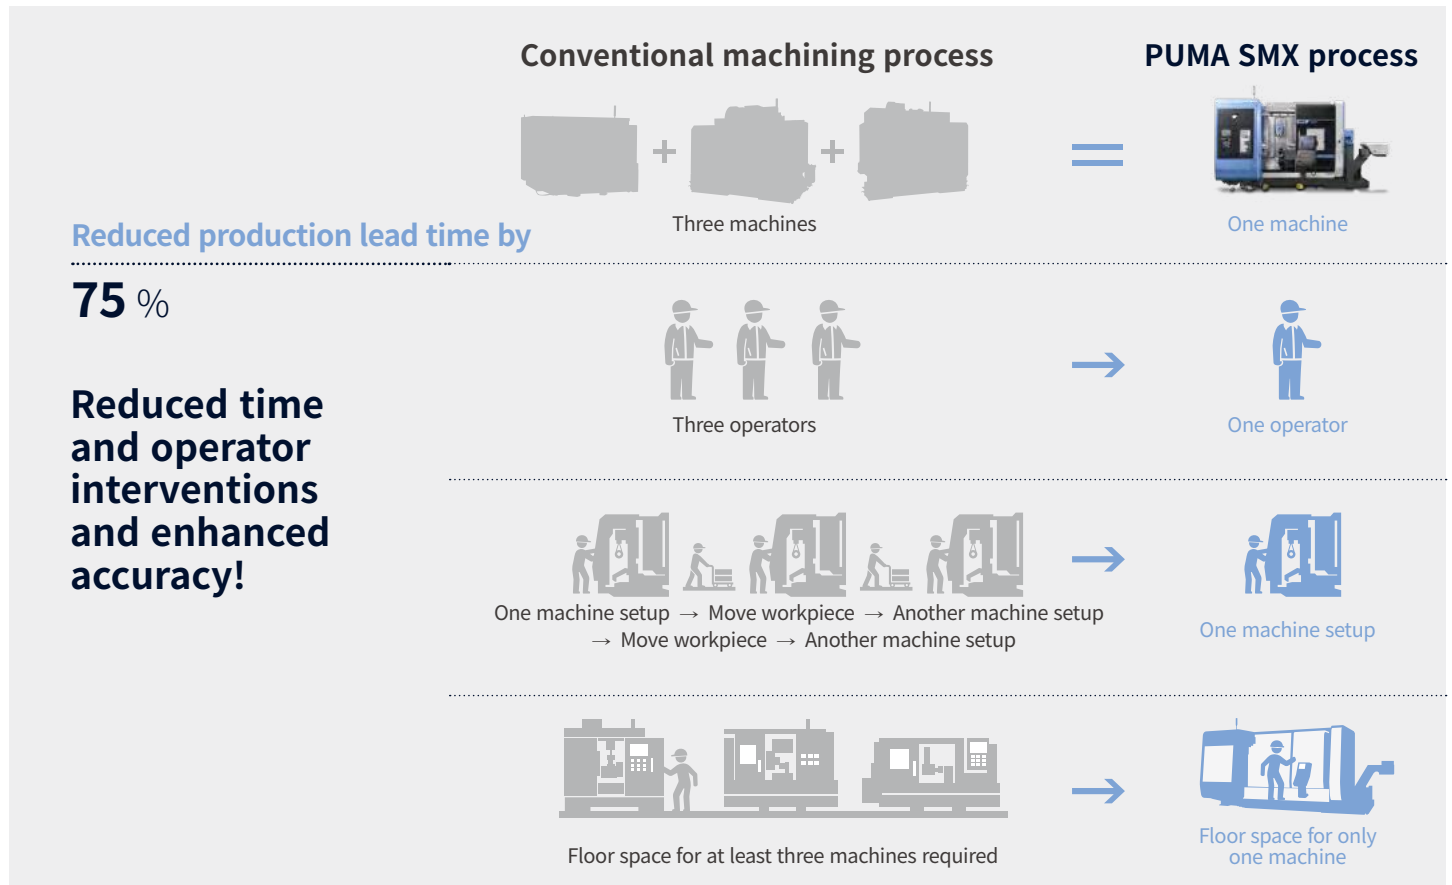 Conventional machining process
PUMA SMX process
Three machines
One machine
Reduced production lead time by
75 %
Reduced time
and operator
interventions
and enhanced
accuracy!
Three operators
One operator
One machine setup → Move workpiece → Another machine setup
→ Move workpiece → Another machine setup
One machine setup
Floor space for at least three machines required
Floor space for only
one machine